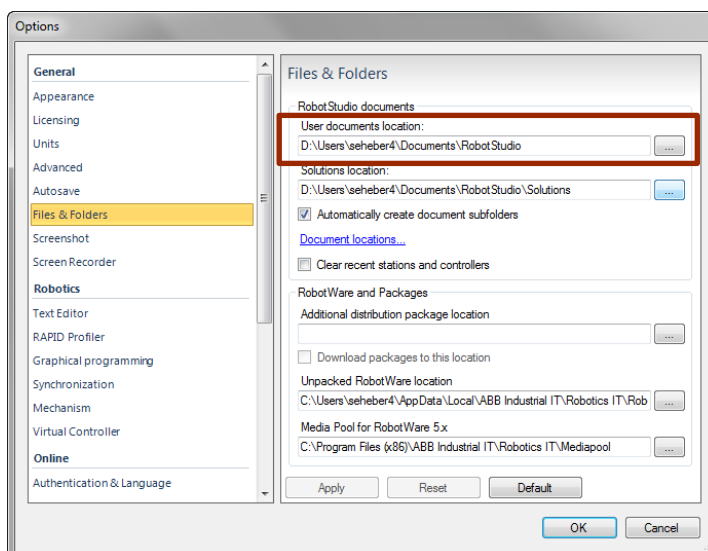 Options
General
Appearance
Licensing
Units
Advanced
Autosave
Files & Folders
Screenshot
Screen Recorder
Robotics
Text Editor
RAPID Profiler
Graphical programming
Synchronization
Mechanism
Virtual Controller
Online
Authentication & Language
Files & Folders
RobotStudio documents
User documents location:
D:\Users\seheber4\Documents\RobotStudio
...
Solutions location:
D:\Users\seheber4\Documents\RobotStudio\Solutions
...
Automatically create document subfolders
Document locations...
Clear recent stations and controllers
RobotWare and Packages
Additional distribution package location
...
Download packages to this location
Unpacked RobotWare location
C:\Users\seheber4\AppData\Local\ABB Industrial IT\Robotics IT\Rob
...
Media Pool for RobotWare 5.x
C:\Program Files (x86)\ABB Industrial IT\Robotics IT\Mediapool
...
Apply Reset Default
OK Cancel